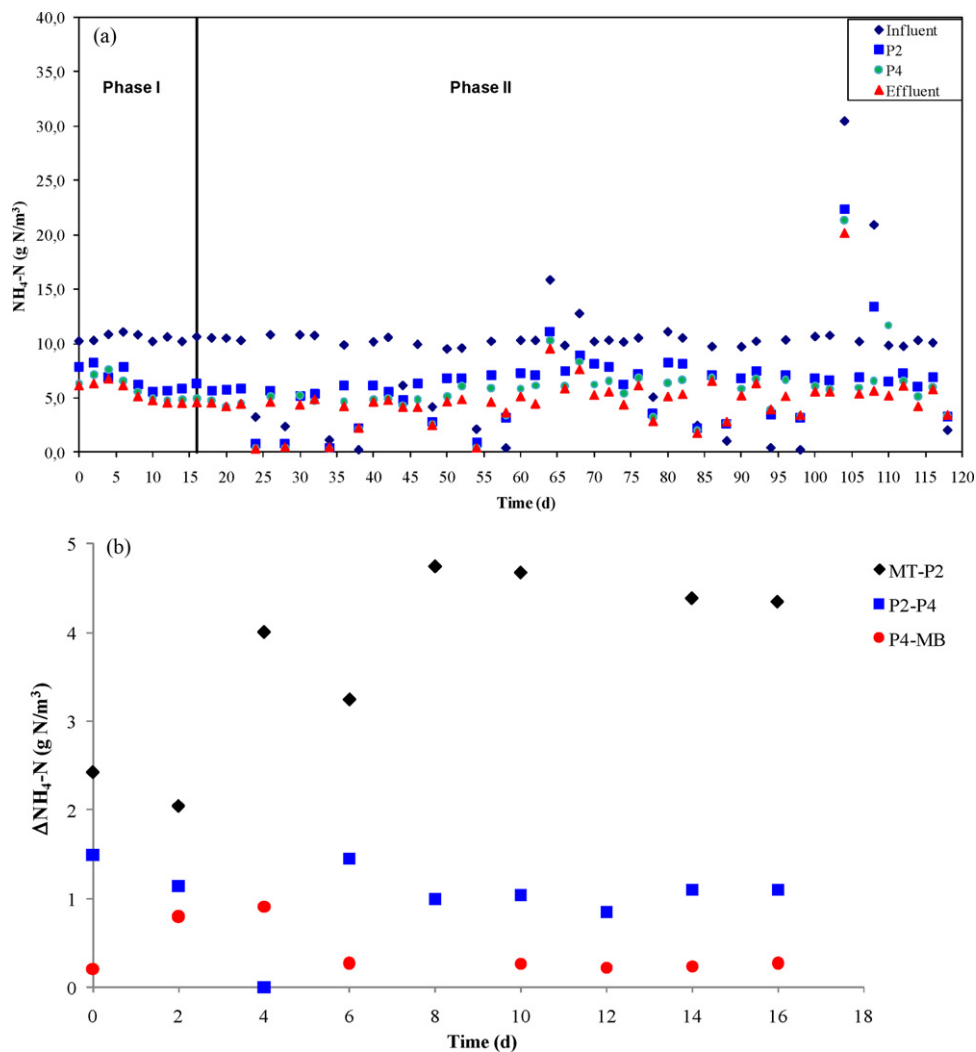 (a)
40,0
35,0
30,0
25,0
20,0
15,0
10,0
5,0
0,0
NH₄-N (g N/m³)
Phase I
Phase II
Influent
P2
P4
Effluent
0 5 10 15 20 25 30 35 40 45 50 55 60 65 70 75 80 85 90 95 100 105 110 115 120
Time (d)
(b)
5
4
3
2
1
0
ΔNH₄-N (g N/m³)
MT-P2
P2-P4
P4-MB
0 2 4 6 8 10 12 14 16 18
Time (d)